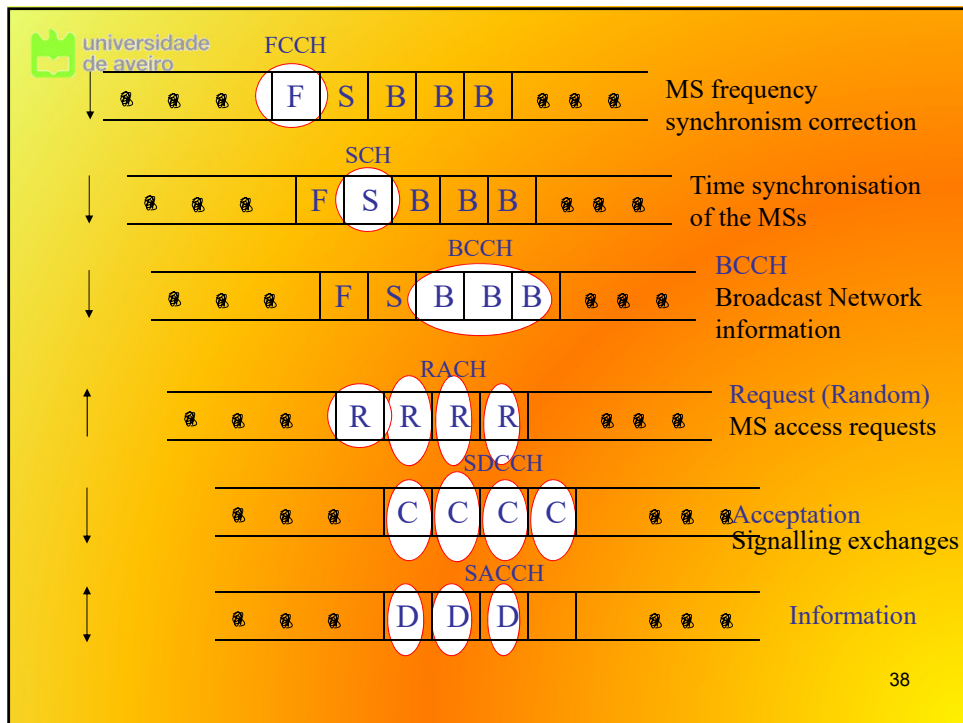 universidade
de aveiro
FCCH
F S B B B
MS frequency
synchronism correction
SCH
F S B B B
Time synchronisation
of the MSs
BCCH
F S B B B
BCCH
Broadcast Network
information
RACH
R R R R
Request (Random)
MS access requests
SDCCH
C C C C
Acceptation
Signalling exchanges
SACCH
D D D
Information
38